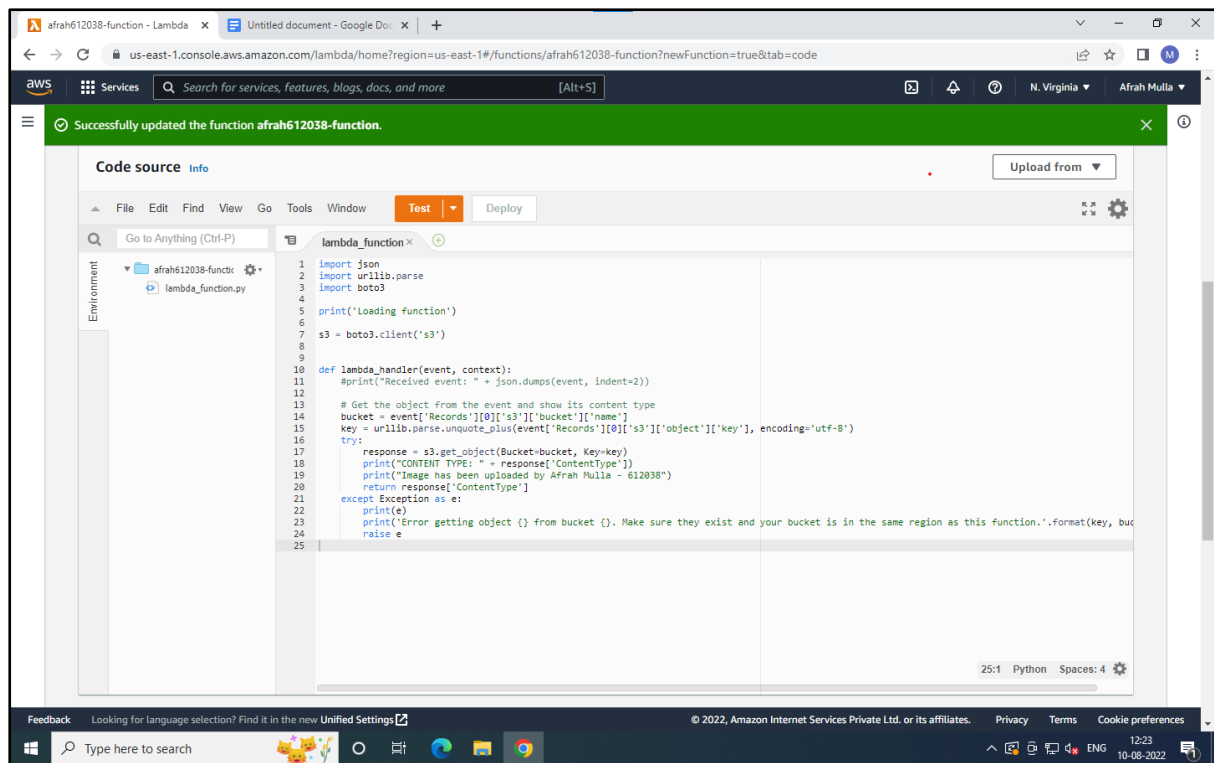 afrah612038-function - Lambda
Untitled document - Google Doc
us-east-1.console.aws.amazon.com/lambda/home?region=us-east-1#/functions/afrah612038-function?newFunction=true&tab=code
M
aws
Services
Search for services, features, blogs, docs, and more
[Alt+S]
N. Virginia
Afrah Mulla
Successfully updated the function afrah612038-function.
Code source Info
Upload from
File Edit Find View Go Tools Window Test Deploy
Go to Anything (Ctrl-P)
lambda_function
Environment
afrah612038-functic
lambda_function.py
1 import json
2 import urllib.parse
3 import boto3
4
5 print('Loading function')
6
7 s3 = boto3.client('s3')
8
9
10 def lambda_handler(event, context):
11 #print("Received event: " + json.dumps(event, indent=2))
12
13 # Get the object from the event and show its content type
14 bucket = event['Records'][0]['s3']['bucket']['name']
15 key = urllib.parse.unquote_plus(event['Records'][0]['s3']['object']['key'], encoding='utf-8')
16 try:
17 response = s3.get_object(Bucket=bucket, Key=key)
18 print("CONTENT TYPE: " + response['ContentType'])
19 print("Image has been uploaded by Afrah Mulla - 612038")
20 return response['ContentType']
21 except Exception as e:
22 print(e)
23 print('Error getting object {} from bucket {}. Make sure they exist and your bucket is in the same region as this function.'.format(key, buc
24 raise e
25
25:1 Python Spaces: 4
Feedback
Looking for language selection? Find it in the new Unified Settings
© 2022, Amazon Internet Services Private Ltd. or its affiliates.
Privacy
Terms
Cookie preferences
Type here to search
ENG
12:23
10-08-2022
1